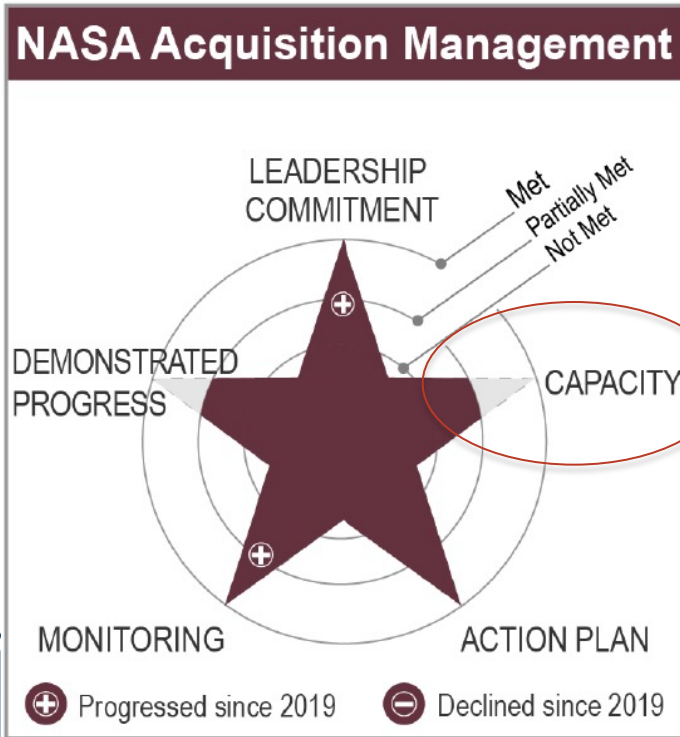 NASA Acquisition Management
LEADERSHIP
COMMITMENT
Met
Partially Met
Not Met
DEMONSTRATED
PROGRESS
CAPACITY
MONITORING
ACTION PLAN
Progressed since 2019
Declined since 2019